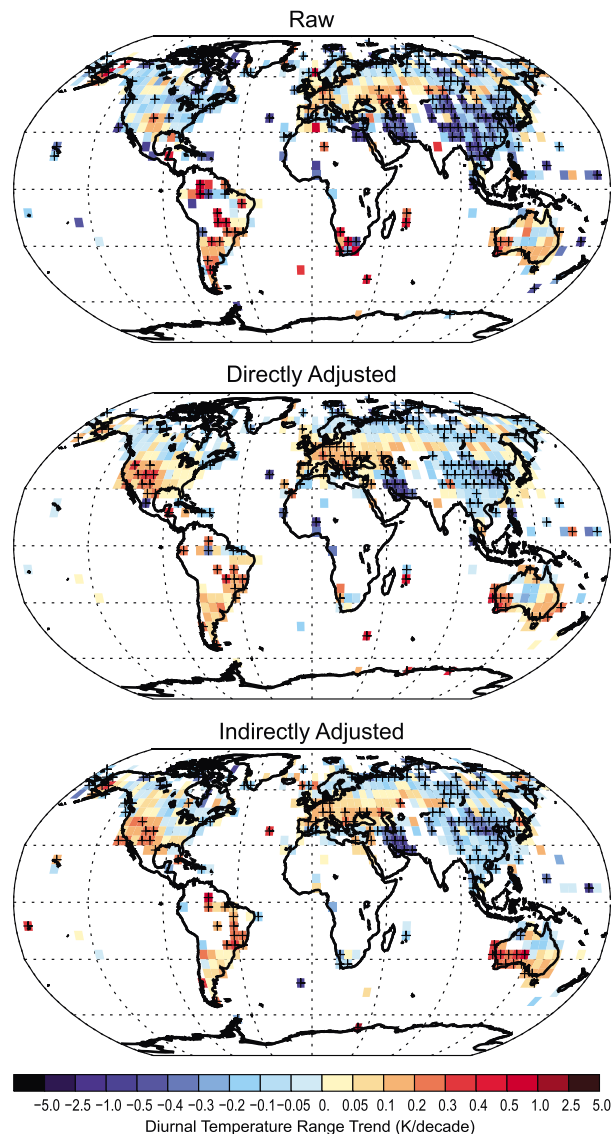 Raw
Directly Adjusted
Indirectly Adjusted
−5.0 −2.5 −1.0 −0.5 −0.3 −0.2 −0.1 −0.05 0. 0.05 0.1 0.2 0.3 0.4 0.5 1.0 2.5 5.0
Diurnal Temperature Range Trend (K/decade)